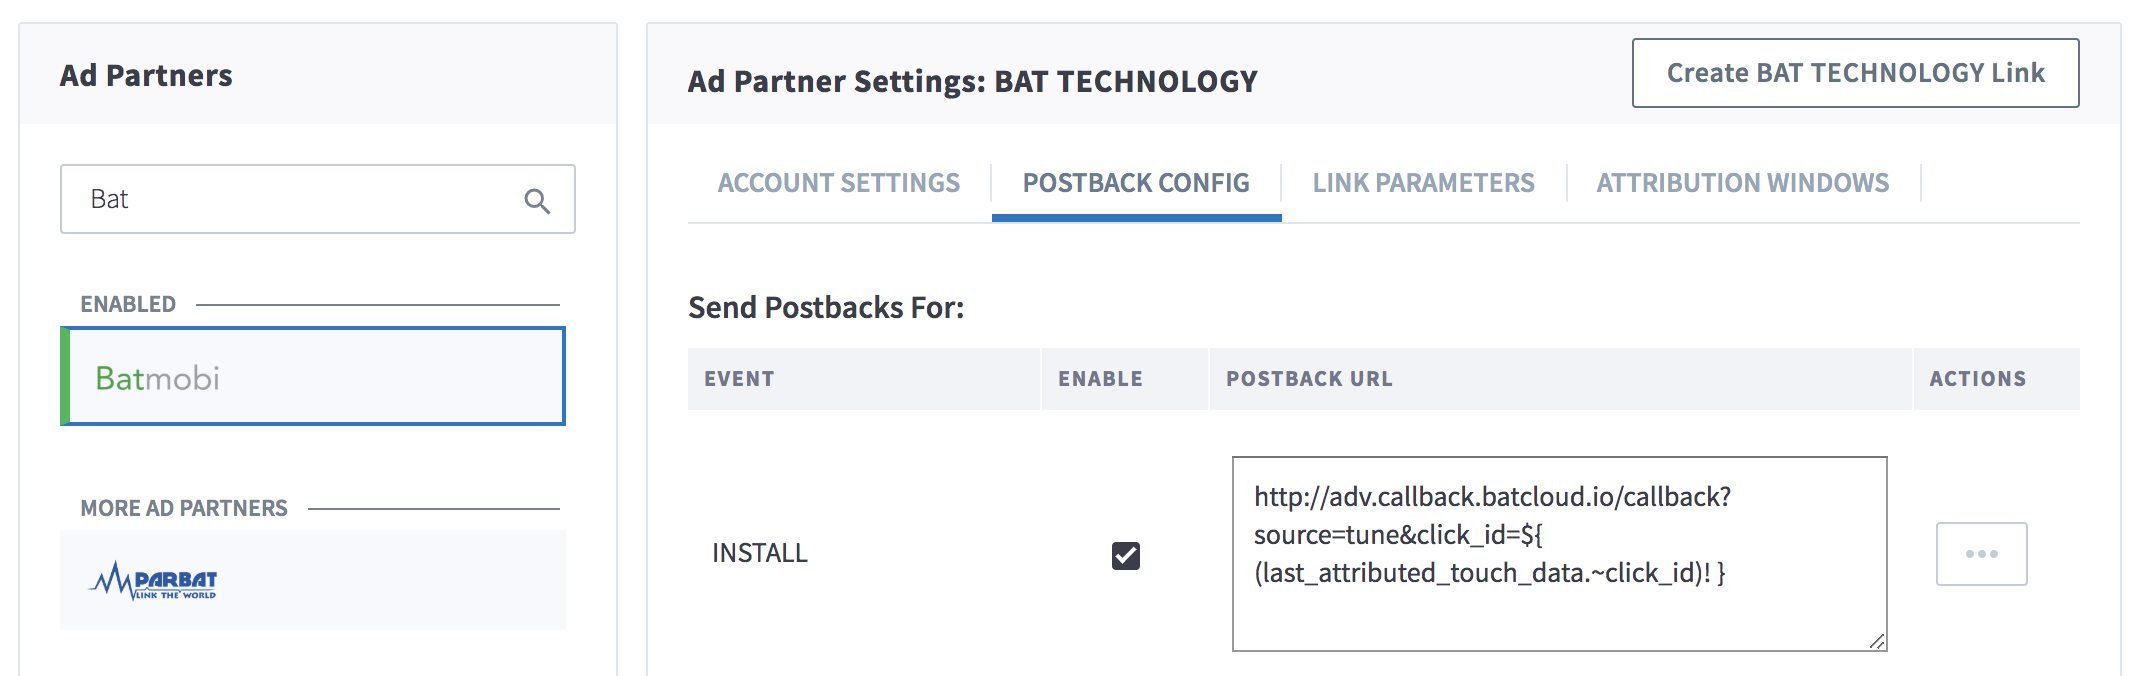 Ad Partners
Bat
ENABLED
Batmobi
MORE AD PARTNERS
PARBAT
LINK THE WORLD
Ad Partner Settings: BAT TECHNOLOGY
Create BAT TECHNOLOGY Link
ACCOUNT SETTINGS
POSTBACK CONFIG
LINK PARAMETERS
ATTRIBUTION WINDOWS
Send Postbacks For:
EVENT
ENABLE
POSTBACK URL
ACTIONS
INSTALL
http://adv.callback.batcloud.io/callback?
source=tune&click_id=${
(last_attributed_touch_data.~click_id)! }